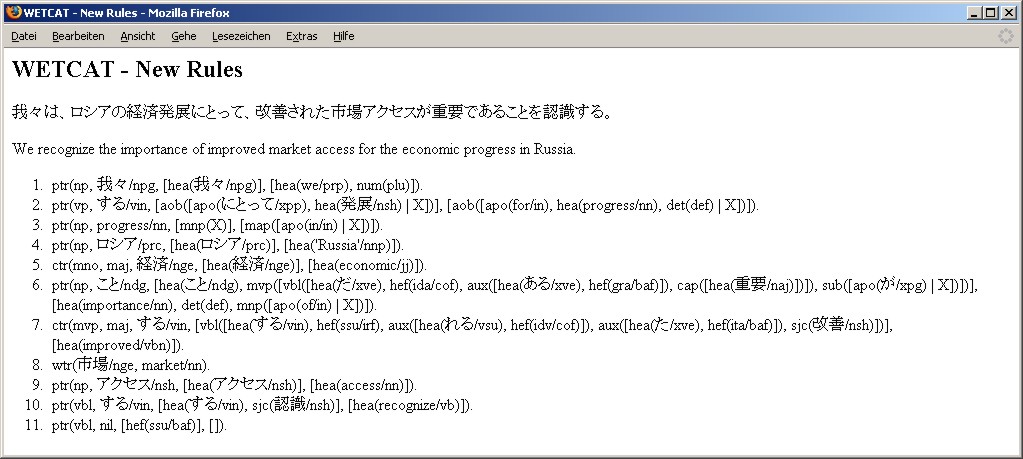 WETCAT - New Rules - Mozilla Firefox
Datei Bearbeiten Ansicht Gehe Lesezeichen Extras Hilfe
WETCAT - New Rules
我々は、ロシアの経済発展にとって、改善された市場アクセスが重要であることを認識する。
We recognize the importance of improved market access for the economic progress in Russia.
1. ptr(np, 我々/npg, [hea(我々/npg)], [hea(we/prp), num(plu)]).
2. ptr(vp, する/vin, [aob([apo(にとって/xpp), hea(発展/nsh) | X])], [aob([apo(for/in), hea(progress/nn), det(def) | X])]).
3. ptr(np, progress/nn, [mnp(X)], [map([apo(in/in) | X])]).
4. ptr(np, ロシア/prc, [hea(ロシア/prc)], [hea('Russia'/nnp)]).
5. ctr(mno, maj, 経済/nge, [hea(経済/nge)], [hea(economic/jj)]).
6. ptr(np, こと/ndg, [hea(こと/ndg), mvp([vbl([hea(だ/xve), hef(ida/cof), aux([hea(ある/xve), hef(gra/baf)]), cap([hea(重要/naj)])]), sub([apo(が/xpg) | X])])],
[hea(importance/nn), det(def), mnp([apo(of/in) | X])]).
7. ctr(mvp, maj, する/vin, [vbl([hea(する/vin), hef(ssu/irf), aux([hea(れる/vsu), hef(idv/cof)]), aux([hea(た/xve), hef(ita/baf)]), sjc(改善/nsh)])],
[hea(improved/vbn)]).
8. wtr(市場/nge, market/nn).
9. ptr(np, アクセス/nsh, [hea(アクセス/nsh)], [hea(access/nn)]).
10. ptr(vbl, する/vin, [hea(する/vin), sjc(認識/nsh)], [hea(recognize/vb)]).
11. ptr(vbl, nil, [hef(ssu/baf)], []).